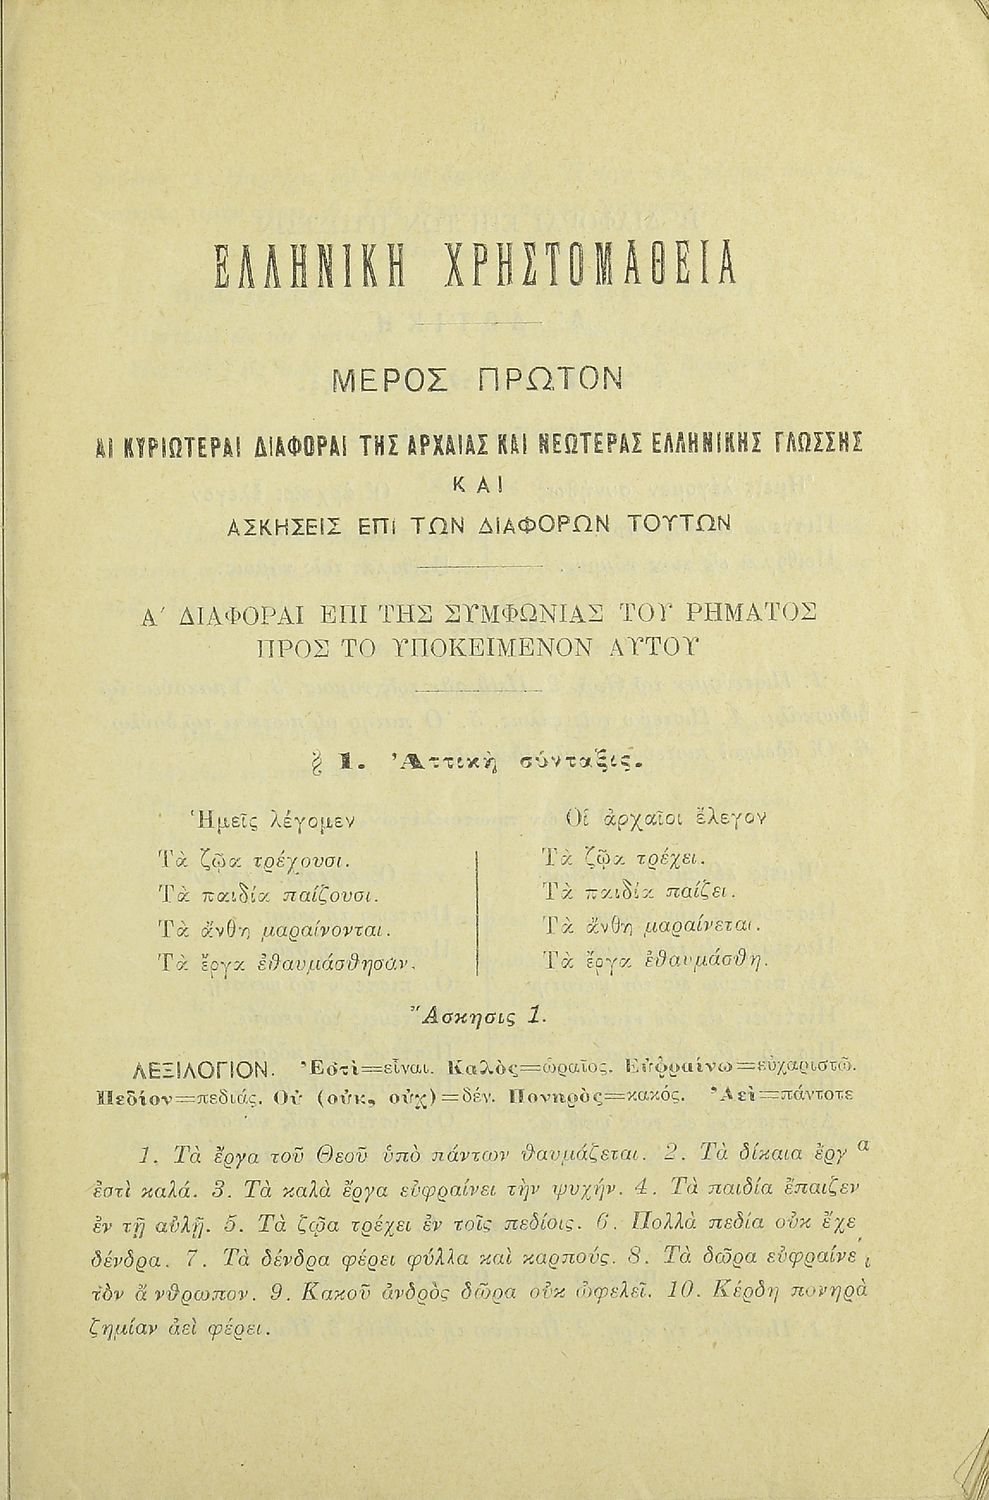 ΕΛΛΗΝΙΚΗ ΧΡΗΣΤΟΜΑΘΕΙΑ
ΜΕΡΟΣ ΠΡΩΤΟΝ
ΑΙ ΚΥΡΙΩΤΕΡΑΙ ΔΙΑΦΟΡΑΙ ΤΗΣ ΑΡΧΑΙΑΣ ΚΑΙ ΝΕΩΤΕΡΑΣ ΕΛΛΗΝΙΚΗΣ ΓΛΩΣΣΗΣ
ΚΑΙ
ΑΣΚΗΣΕΙΣ ΕΠΙ ΤΩΝ ΔΙΑΦΟΡΩΝ ΤΟΥΤΩΝ
Α΄ ΔΙΑΦΟΡΑΙ ΕΠΙ ΤΗΣ ΣΥΜΦΩΝΙΑΣ ΤΟΥ ΡΗΜΑΤΟΣ
ΠΡΟΣ ΤΟ ΥΠΟΚΕΙΜΕΝΟΝ ΑΥΤΟΥ
§ 1. Ἀττικὴ σύνταξις.
Ἡμεῖς λέγομεν
Τὰ ζῷα τρέχουσι.
Τὰ παιδία παίζουσι.
Τὰ ἄνθη μαραίνονται.
Τὰ ἔργα ἐθαυμάσθησαν.
Οἱ ἀρχαῖοι ἔλεγον
Τὰ ζῷα τρέχει.
Τὰ παιδία παίζει.
Τὰ ἄνθη μαραίνεται.
Τὰ ἔργα ἐθαυμάσθη.
Ἄσκησις 1.
ΛΕΞΙΛΟΓΙΟΝ. Ἐστὶ=εἶναι. Καλὸς=ὡραῖος. Εὐφραίνω=εὐχαριστῶ.
Πεδίον=πεδιάς. Οὐ (οὐκ, οὐχ)=δέν. Πονηρὸς=κακός. Ἀεὶ=πάντοτε
1. Τὰ ἔργα τοῦ Θεοῦ ὑπὸ πάντων θαυμάζεται. 2. Τὰ δίκαια ἔργα
ἐστὶ καλά. 3. Τὰ καλὰ ἔργα εὐφραίνει τὴν ψυχήν. 4. Τὰ παιδία ἔπαιζεν
ἐν τῇ αὐλῇ. 5. Τὰ ζῷα τρέχει ἐν τοῖς πεδίοις. 6. Πολλὰ πεδία οὐκ ἔχε
δένδρα. 7. Τὰ δένδρα φέρει φύλλα καὶ καρπούς. 8. Τὰ δῶρα εὐφραίνει
τὸν ἄνθρωπον. 9. Κακοῦ ἀνδρὸς δῶρα οὐκ ὠφελεῖ. 10. Κέρδη πονηρὰ
ζημίαν ἀεὶ φέρει.